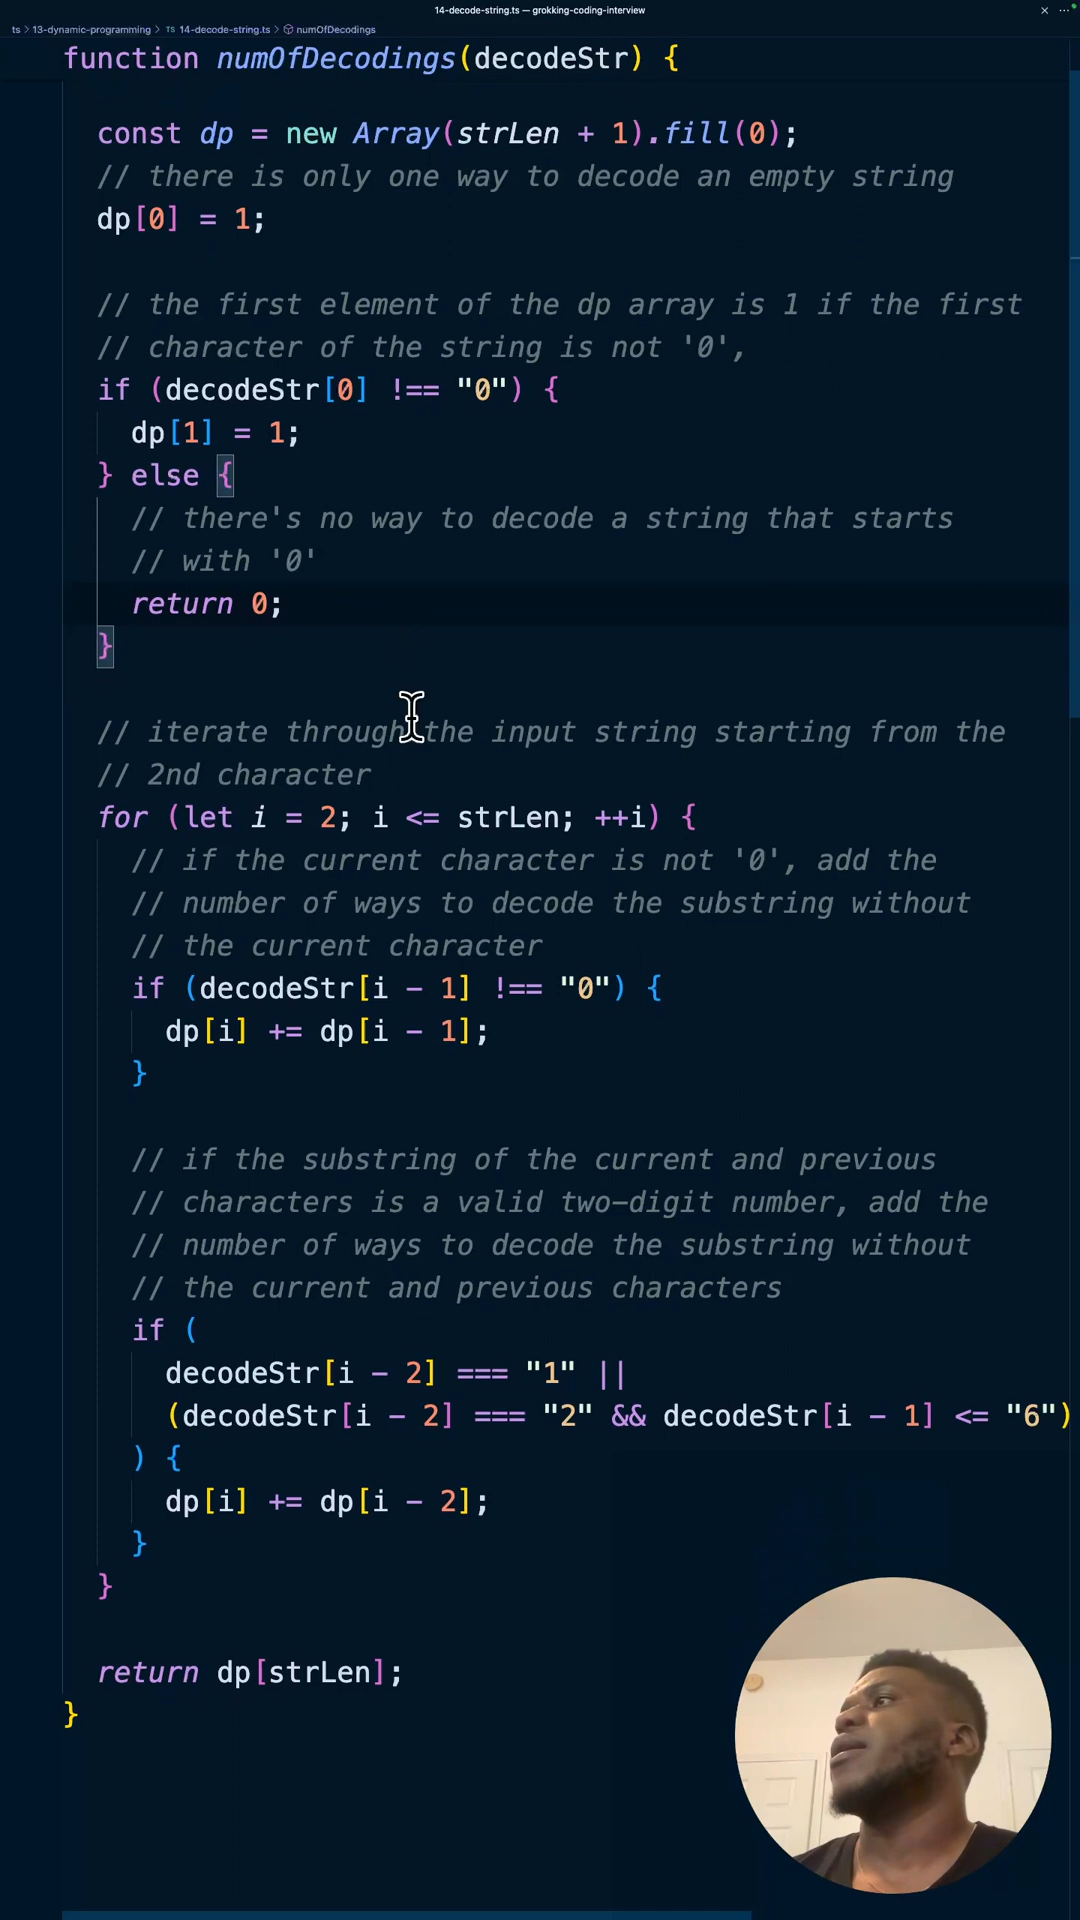 14-decode-string.ts — grokking-coding-interview
ts > 13-dynamic-programming > TS 14-decode-string.ts > numOfDecodings
function numOfDecodings(decodeStr) {
const dp = new Array(strLen + 1).fill(0);
// there is only one way to decode an empty string
dp[0] = 1;
// the first element of the dp array is 1 if the first
// character of the string is not '0',
if (decodeStr[0] !== "0") {
dp[1] = 1;
} else {
// there's no way to decode a string that starts
// with '0'
return 0;
}
// iterate through the input string starting from the
// 2nd character
for (let i = 2; i <= strLen; ++i) {
// if the current character is not '0', add the
// number of ways to decode the substring without
// the current character
if (decodeStr[i - 1] !== "0") {
dp[i] += dp[i - 1];
}
// if the substring of the current and previous
// characters is a valid two-digit number, add the
// number of ways to decode the substring without
// the current and previous characters
if (
decodeStr[i - 2] === "1" ||
(decodeStr[i - 2] === "2" && decodeStr[i - 1] <= "6")
) {
dp[i] += dp[i - 2];
}
}
return dp[strLen];
}